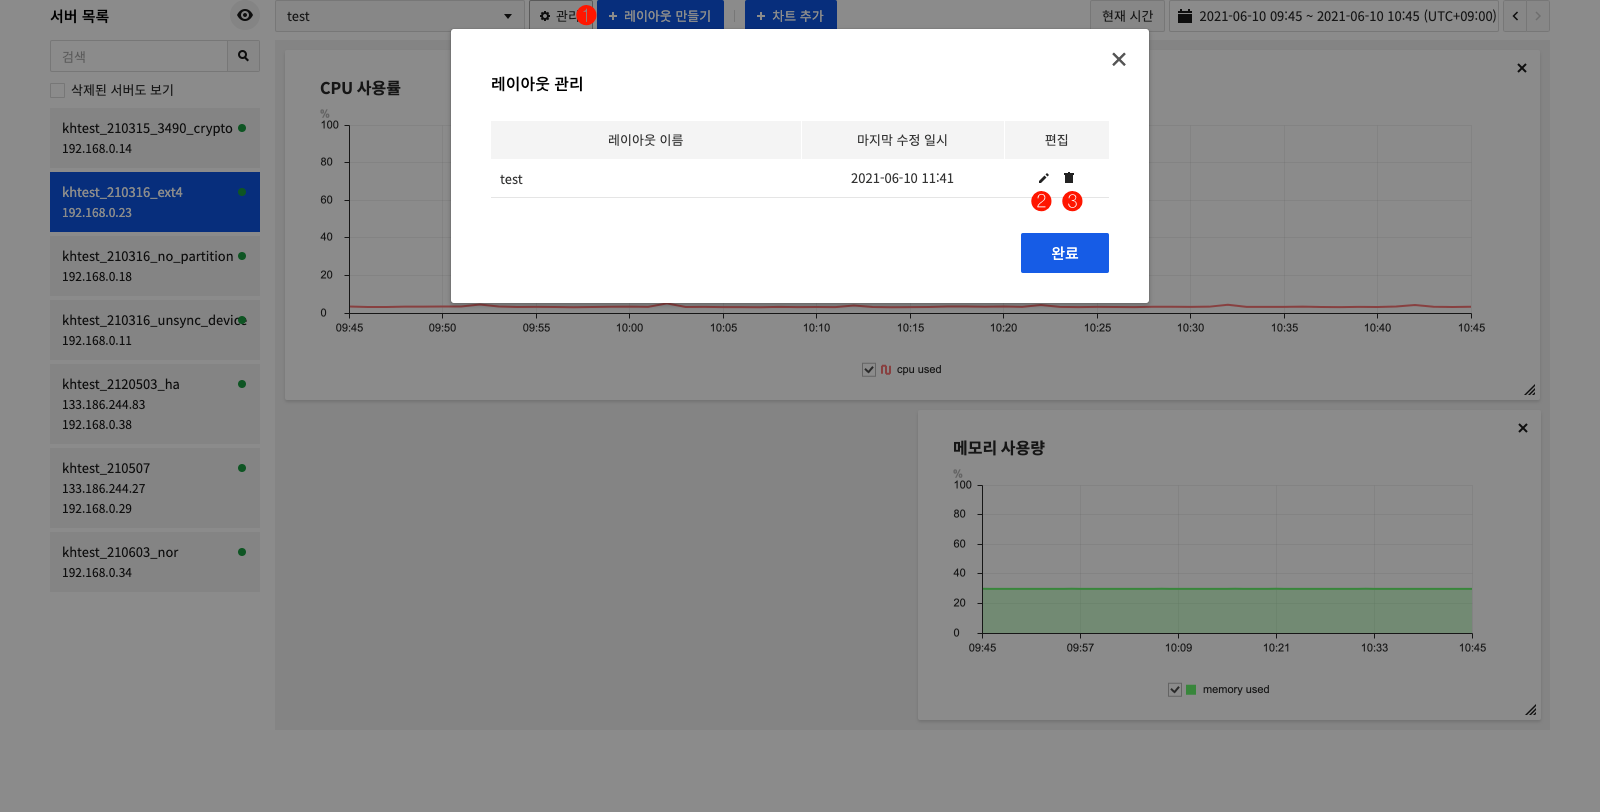 서버 목록
test
관리
1
+ 레이아웃 만들기
+ 차트 추가
현재 시간
2021-06-10 09:45 ~ 2021-06-10 10:45 (UTC+09:00)
검색
삭제된 서버도 보기
khtest_210315_3490_crypto
192.168.0.14
khtest_210316_ext4
192.168.0.23
khtest_210316_no_partition
192.168.0.18
khtest_210316_unsync_device
192.168.0.11
khtest_2120503_ha
133.186.244.83
192.168.0.38
khtest_210507
133.186.244.27
192.168.0.29
khtest_210603_nor
192.168.0.34
레이아웃 관리
레이아웃 이름
마지막 수정 일시
편집
test
2021-06-10 11:41
2
3
완료
CPU 사용률
%
100
80
60
40
20
0
09:45
09:50
09:55
10:00
10:05
10:10
10:15
10:20
10:25
10:30
10:35
10:40
10:45
cpu used
메모리 사용량
%
100
80
60
40
20
0
09:45
09:57
10:09
10:21
10:33
10:45
memory used